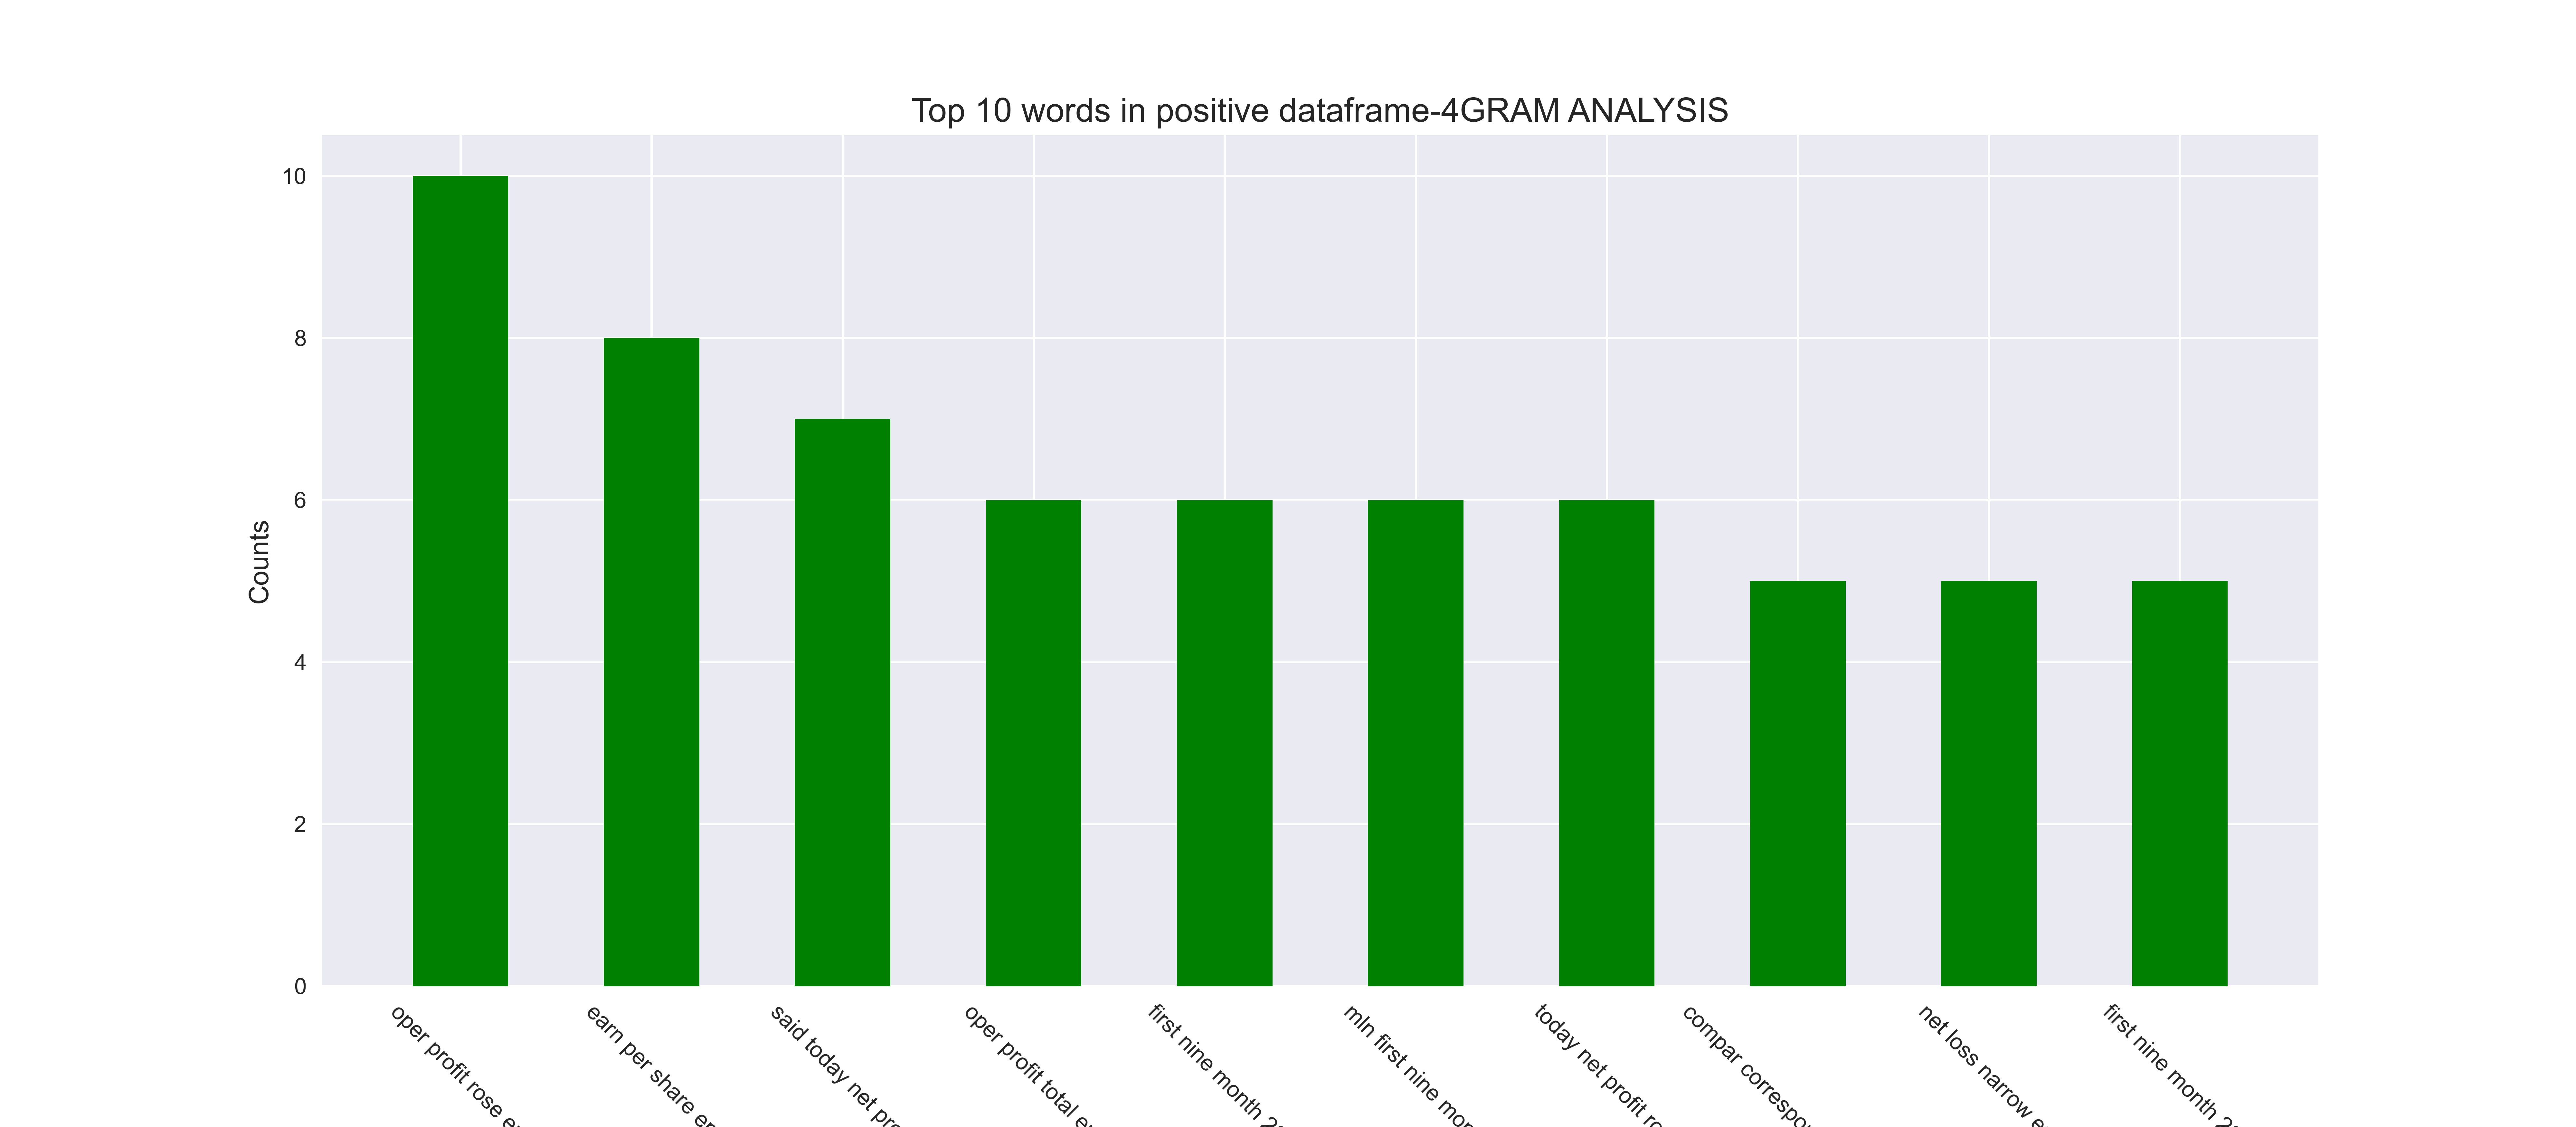 Top 10 words in positive dataframe-4GRAM ANALYSIS
10
8
6
4
2
0
Counts
oper profit rose
earn per share
said today net
oper profit total
first nine month
mln first nine
today net profit
compar
net loss narrow
first nine month